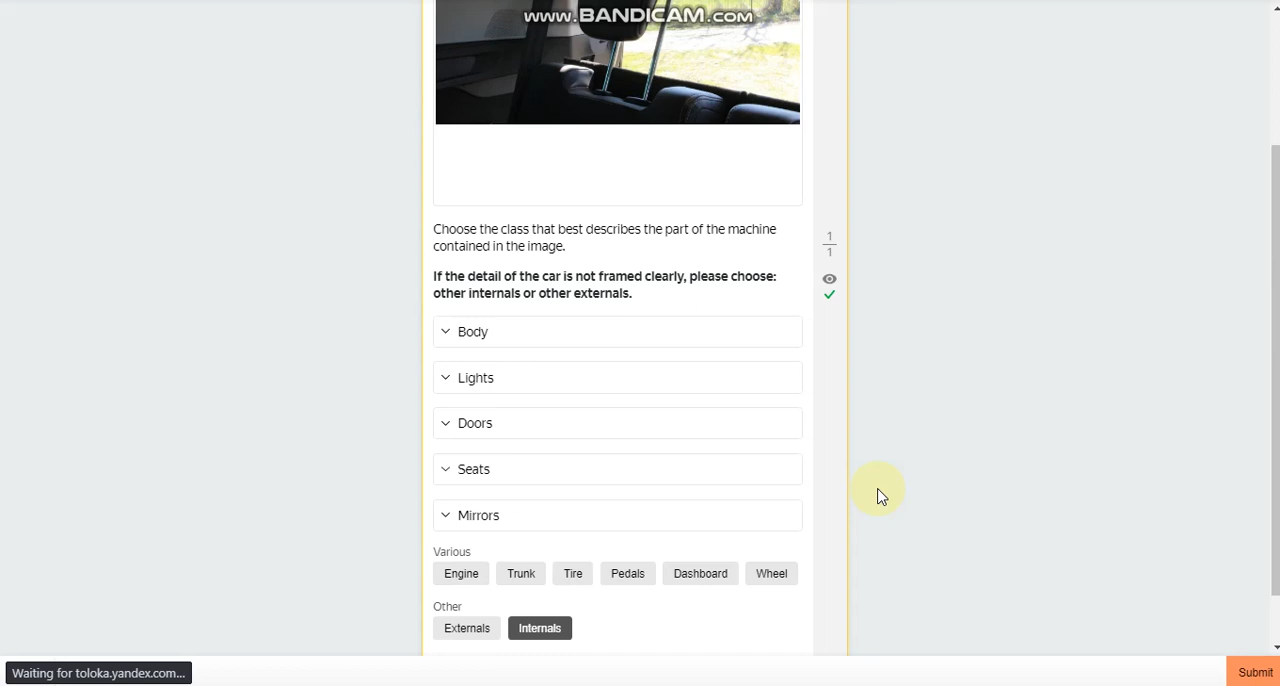 www.BANDICAM.com
Choose the class that best describes the part of the machine
contained in the image.
1
1
If the detail of the car is not framed clearly, please choose:
other internals or other externals.
Body
Lights
Doors
Seats
Mirrors
Various
Engine Trunk Tire Pedals Dashboard Wheel
Other
Externals Internals
Waiting for toloka.yandex.com... Submit